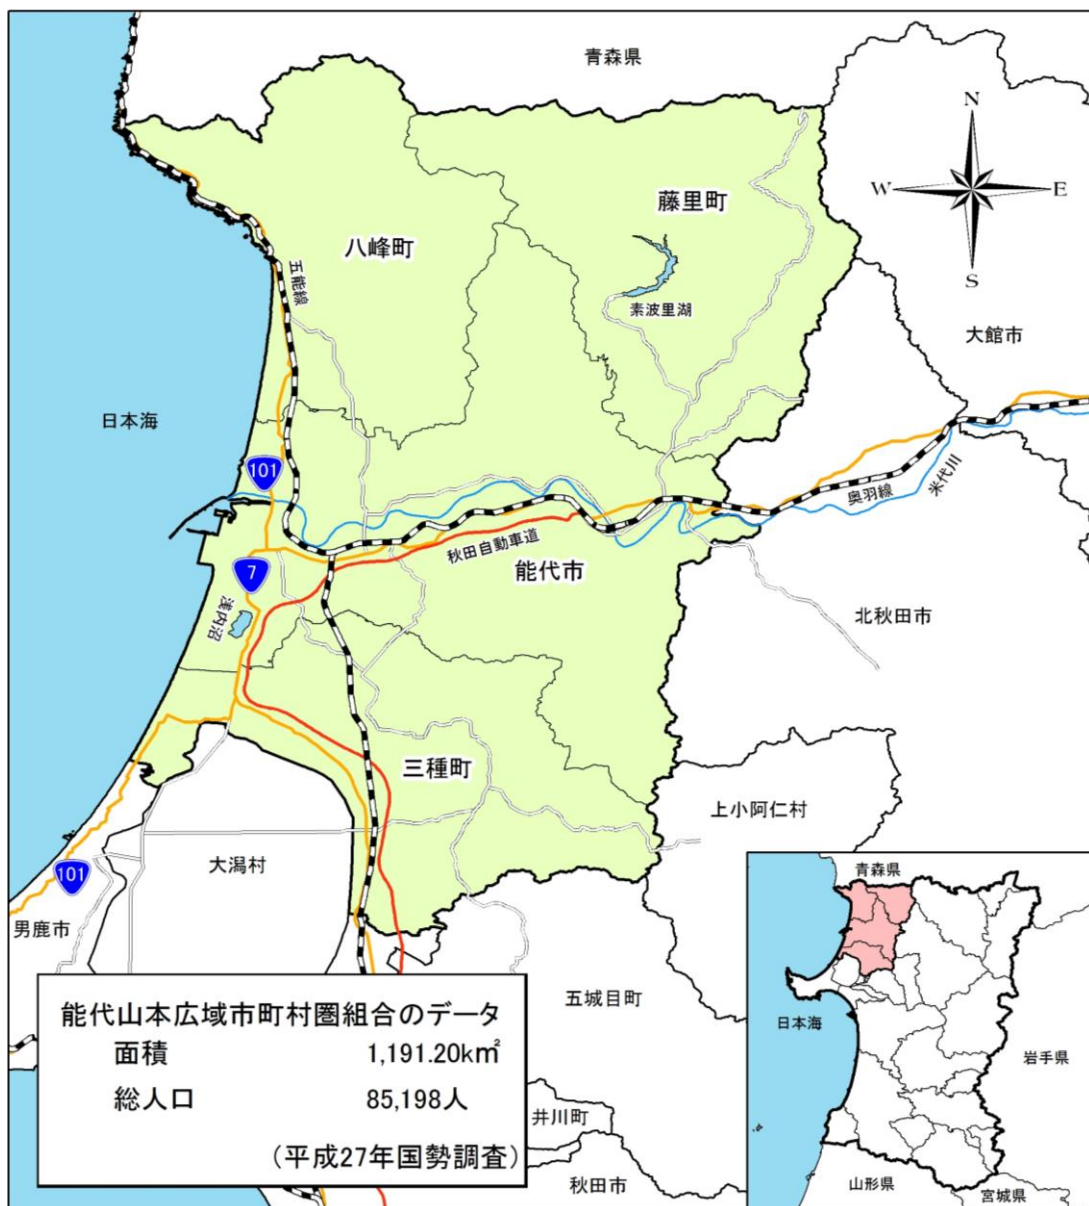 青森県
N
W
E
S
藤里町
八峰町
五能線
素波里湖
大館市
日本海
101
米代川
奥羽線
秋田自動車道
能代市
7
浅内沼
北秋田市
三種町
上小阿仁村
大潟村
101
男鹿市
五城目町
井川町
秋田市
能代山本広域市町村圏組合のデータ
面積 1,191.20k㎡
総人口 85,198人
(平成27年国勢調査)
青森県
日本海
岩手県
山形県
宮城県